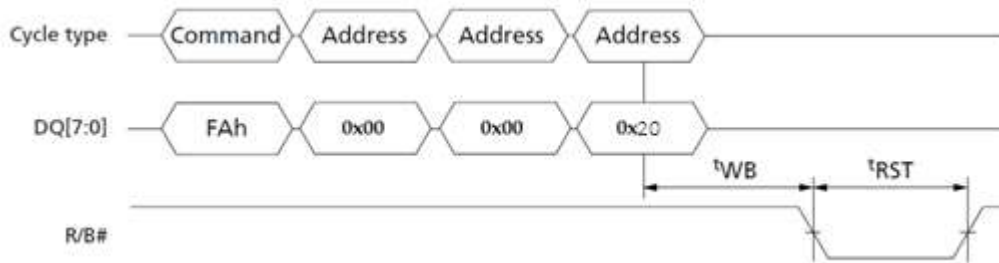 Cycle type Command Address Address Address
DQ[7:0] FAh 0x00 0x00 0x20
tWB tRST
R/B#